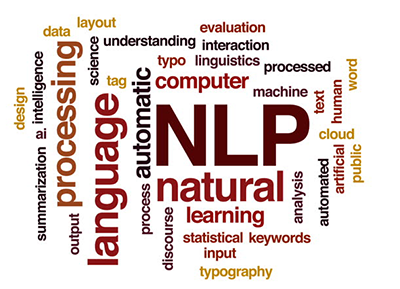 layout
data
evaluation
understanding
interaction
typo
linguistics
processed
science
processing
intelligence
tag
computer
machine
word
human
text
design
ai
summarization
language
automatic
NLP
cloud
public
artificial
automated
natural
process
learning
analysis
output
discourse
statistical
keywords
input
typography